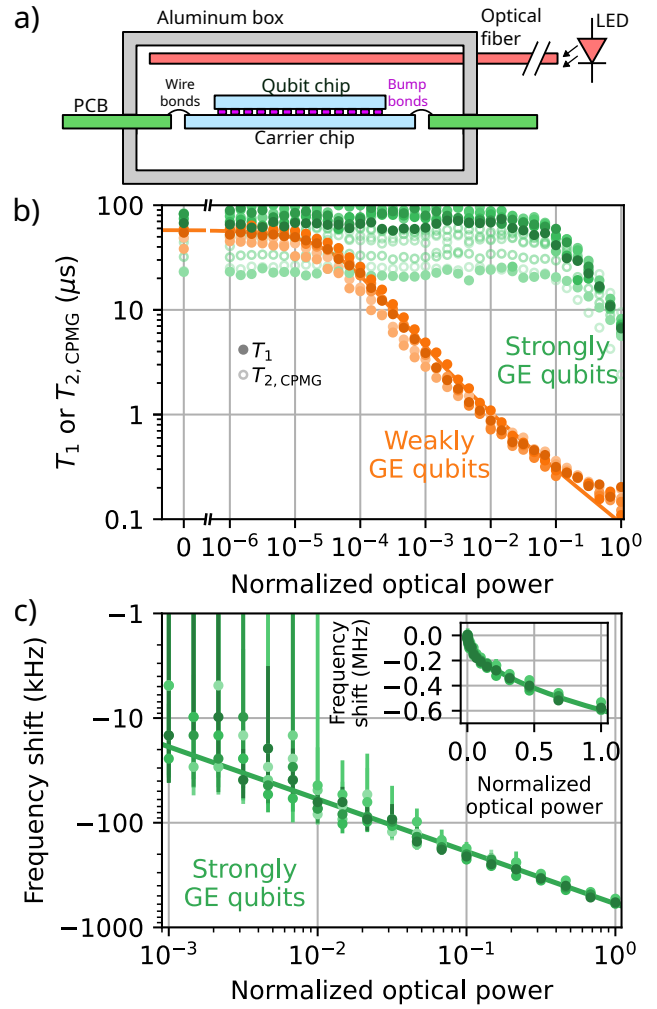 a)
Aluminum box
Optical
fiber
LED
Wire
bonds
Qubit chip
Bump
bonds
PCB
Carrier chip
b)
T₁ or T₂,CPMG (μs)
100
10
1
0.1
T₁
T₂,CPMG
Strongly
GE qubits
Weakly
GE qubits
0
10⁻⁶
10⁻⁵
10⁻⁴
10⁻³
10⁻²
10⁻¹
10⁰
Normalized optical power
c)
Frequency shift (kHz)
−1
−10
−100
−1000
Frequency
shift (MHz)
0.0
−0.2
−0.4
−0.6
0.0
0.5
1.0
Normalized
optical power
Strongly
GE qubits
10⁻³
10⁻²
10⁻¹
10⁰
Normalized optical power